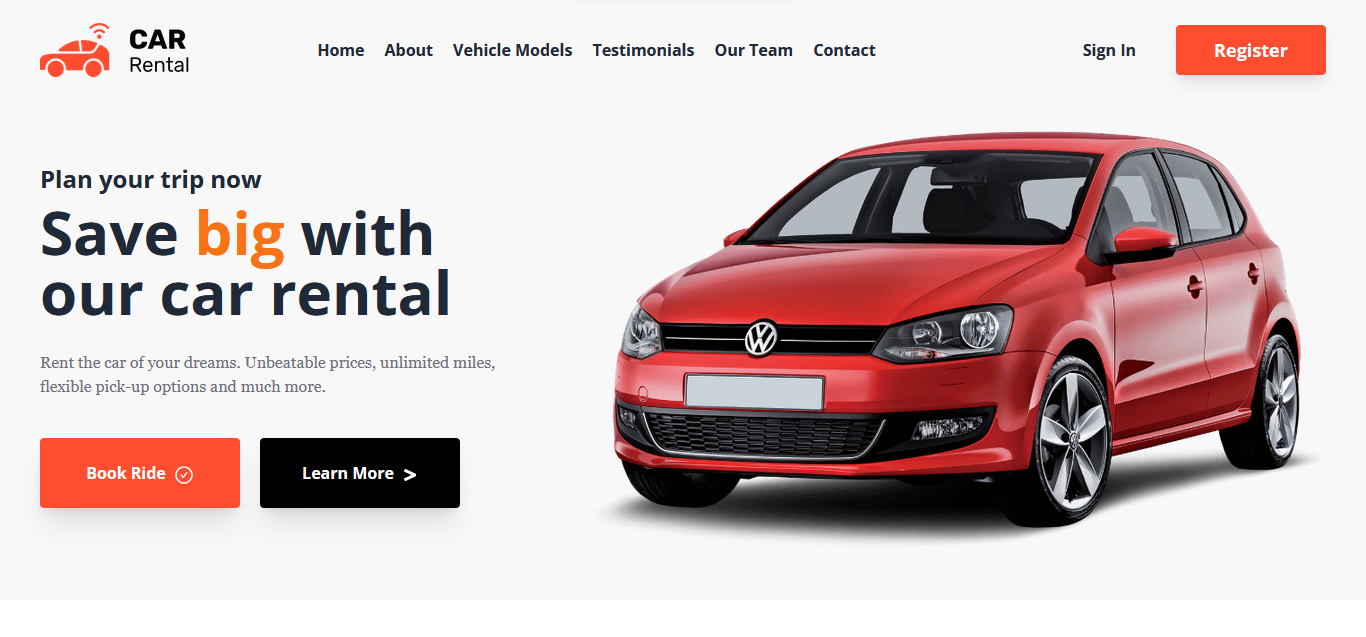 CAR
Rental
Home About Vehicle Models Testimonials Our Team Contact
Sign In
Register
Plan your trip now
Save big with
our car rental
Rent the car of your dreams. Unbeatable prices, unlimited miles,
flexible pick-up options and much more.
Book Ride
Learn More >